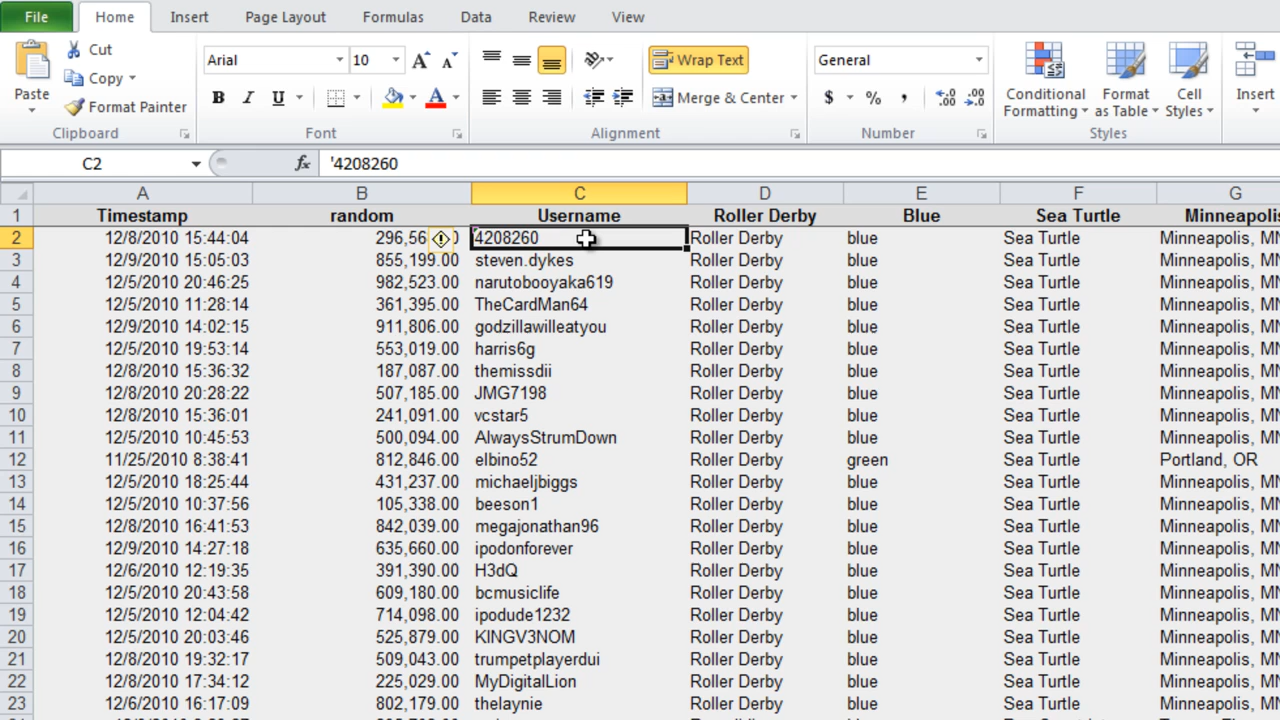 File Home Insert Page Layout Formulas Data Review View
Cut
Copy
Format Painter
Paste
Arial 10 A A
B I U A
Wrap Text
Merge & Center
General
$ % , .00 .00
Conditional Formatting
Format as Table
Cell Styles
Insert
Clipboard Font Alignment Number Styles
C2 fx '4208260
A B C D E F G
1 Timestamp random Username Roller Derby Blue Sea Turtle Minneapolis
2 12/8/2010 15:44:04 4208260 Roller Derby blue Sea Turtle Minneapolis, MN
3 12/9/2010 15:05:03 855,199.00 steven.dykes Roller Derby blue Sea Turtle Minneapolis, MN
4 12/5/2010 20:46:25 982,523.00 narutobooyaka619 Roller Derby blue Sea Turtle Minneapolis, MN
5 12/5/2010 11:28:14 361,395.00 TheCardMan64 Roller Derby blue Sea Turtle Minneapolis, MN
6 12/9/2010 14:02:15 911,806.00 godzillawilleatyou Roller Derby blue Sea Turtle Minneapolis, MN
7 12/5/2010 19:53:14 553,019.00 harris6g Roller Derby blue Sea Turtle Minneapolis, MN
8 12/8/2010 15:36:32 187,087.00 themissdii Roller Derby blue Sea Turtle Minneapolis, MN
9 12/8/2010 20:28:22 507,185.00 JMG7198 Roller Derby blue Sea Turtle Minneapolis, MN
10 12/8/2010 15:36:01 241,091.00 vcstar5 Roller Derby blue Sea Turtle Minneapolis, MN
11 12/5/2010 10:45:53 500,094.00 AlwaysStrumDown Roller Derby blue Sea Turtle Minneapolis, MN
12 11/25/2010 8:38:41 812,846.00 elbino52 Roller Derby green Sea Turtle Portland, OR
13 12/5/2010 18:25:44 431,237.00 michaeljbiggs Roller Derby blue Sea Turtle Minneapolis, MN
14 12/5/2010 10:37:56 105,338.00 beeson1 Roller Derby blue Sea Turtle Minneapolis, MN
15 12/8/2010 16:41:53 842,039.00 megajonathan96 Roller Derby blue Sea Turtle Minneapolis, MN
16 12/9/2010 14:27:18 635,660.00 ipodonforever Roller Derby blue Sea Turtle Minneapolis, MN
17 12/6/2010 12:19:35 391,390.00 H3dQ Roller Derby blue Sea Turtle Minneapolis, MN
18 12/5/2010 20:43:58 609,180.00 bcmusiclife Roller Derby blue Sea Turtle Minneapolis, MN
19 12/5/2010 12:04:42 714,098.00 ipodude1232 Roller Derby blue Sea Turtle Minneapolis, MN
20 12/5/2010 20:03:46 525,879.00 KINGV3NOM Roller Derby blue Sea Turtle Minneapolis, MN
21 12/8/2010 19:32:17 509,043.00 trumpetplayerdui Roller Derby blue Sea Turtle Minneapolis, MN
22 12/8/2010 17:34:12 225,029.00 MyDigitalLion Roller Derby blue Sea Turtle Minneapolis, MN
23 12/6/2010 16:17:09 802,179.00 thelaynie Roller Derby blue Sea Turtle Minneapolis, MN